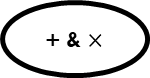 + & ×